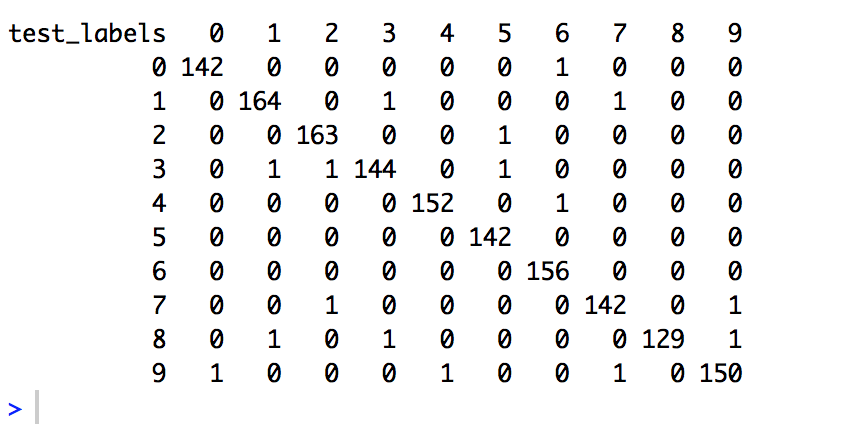 test_labels 0 1 2 3 4 5 6 7 8 9
0 142 0 0 0 0 0 1 0 0 0
1 0 164 0 1 0 0 0 1 0 0
2 0 0 163 0 0 1 0 0 0 0
3 0 1 1 144 0 1 0 0 0 0
4 0 0 0 0 152 0 1 0 0 0
5 0 0 0 0 0 142 0 0 0 0
6 0 0 0 0 0 0 156 0 0 0
7 0 0 1 0 0 0 0 142 0 1
8 0 1 0 1 0 0 0 0 129 1
9 1 0 0 0 1 0 0 1 0 150
>